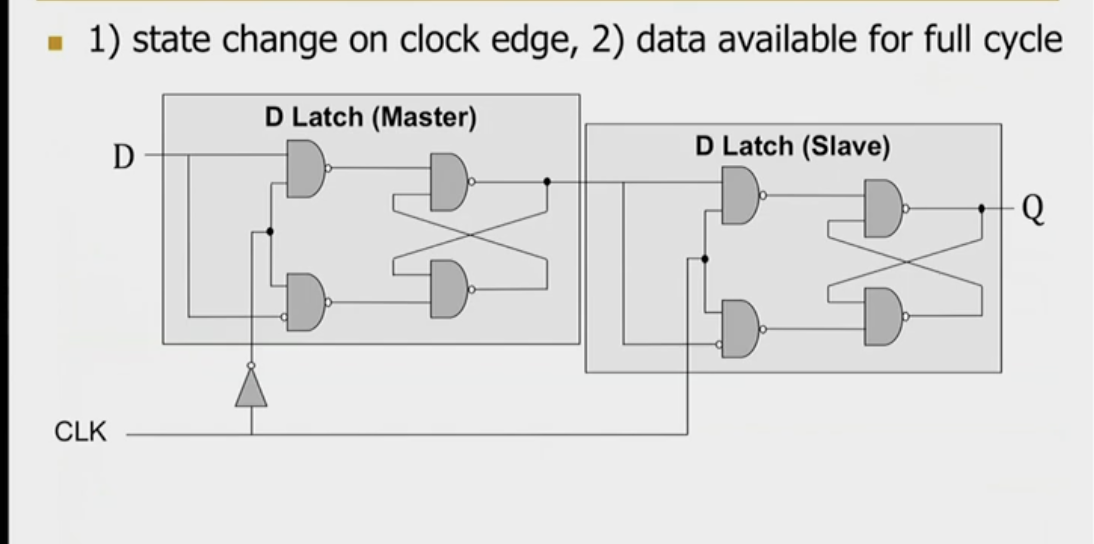 1) state change on clock edge, 2) data available for full cycle
D Latch (Master)
D Latch (Slave)
D
Q
CLK